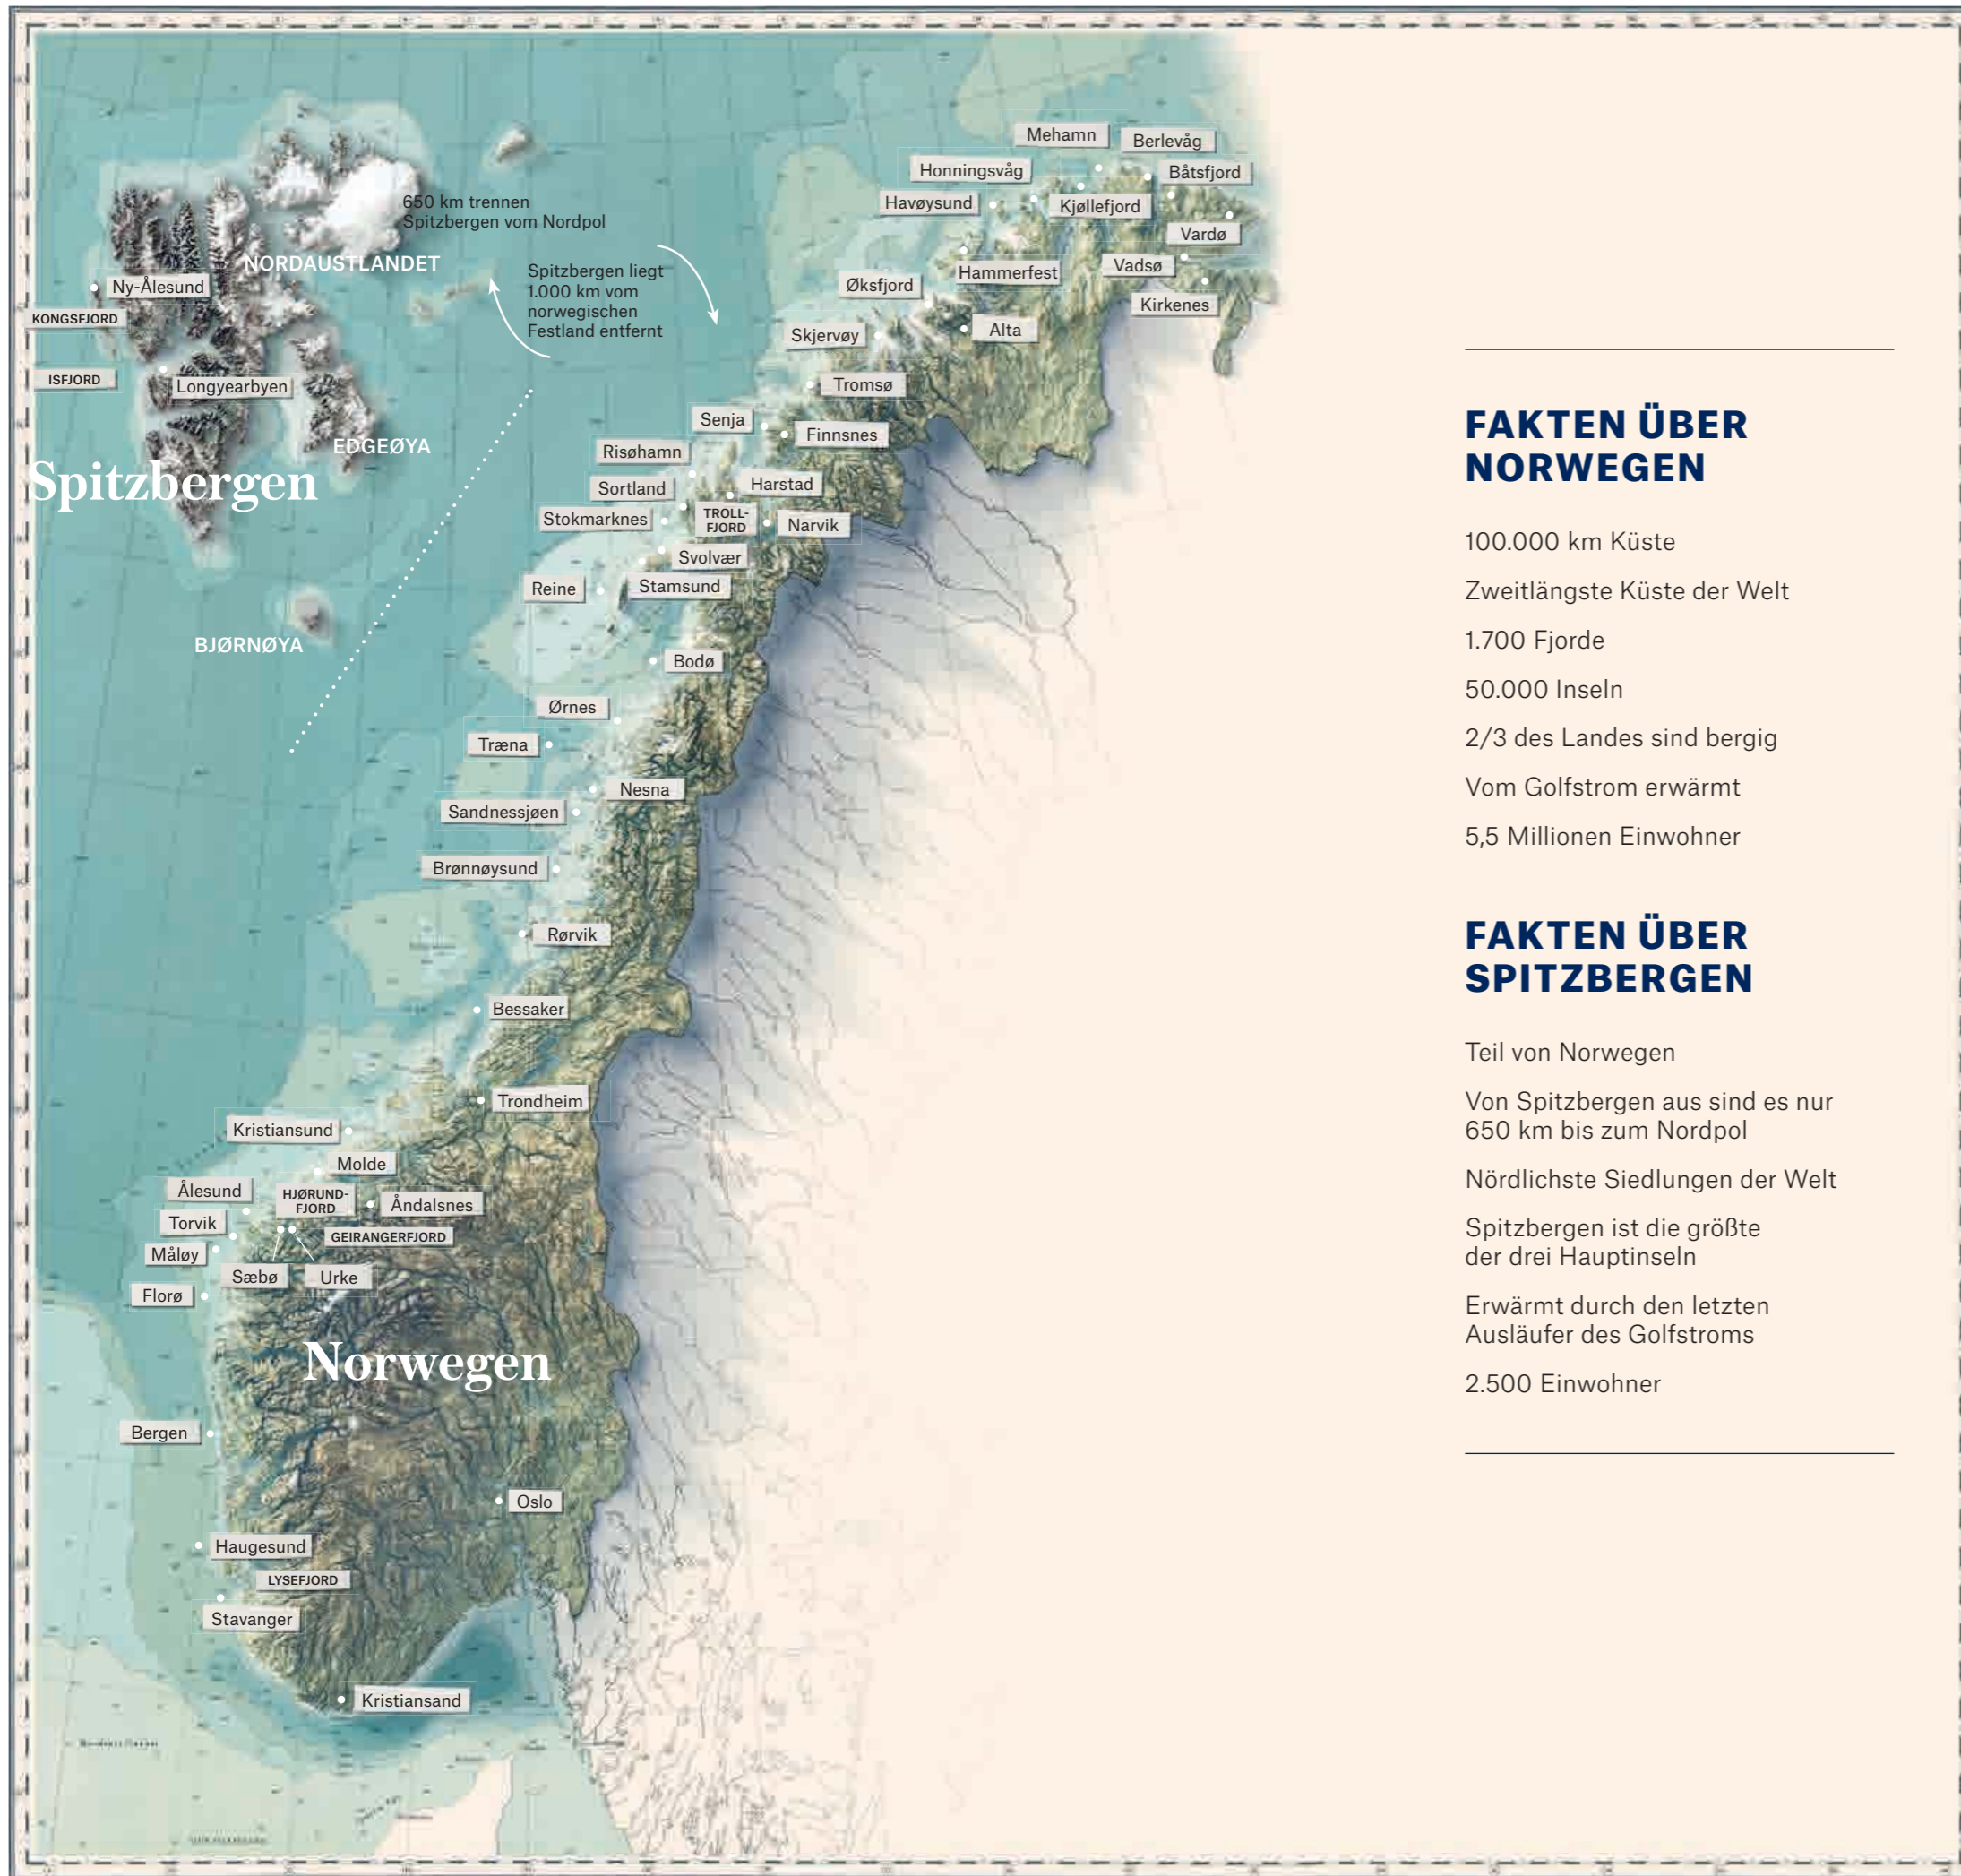 Mehamn
Berlevåg
Honningsvåg
Båtsfjord
Havøysund
Kjøllefjord
650 km trennen
Spitzbergen vom Nordpol
Vardø
NORDAUSTLANDET
Vadsø
Spitzbergen liegt
1.000 km vom
norwegischen
Festland entfernt
Hammerfest
Øksfjord
Ny-Ålesund
Kirkenes
KONGSFJORD
Alta
Skjervøy
ISFJORD
Longyearbyen
Tromsø
Senja
Finnsnes
EDGEØYA
Risøhamn
Spitzbergen
Sortland
Harstad
Stokmarknes
TROLL-
FJORD
Narvik
Svolvær
Reine
Stamsund
BJØRNØYA
Bodø
Ørnes
Træna
Nesna
Sandnessjøen
Brønnøysund
Rørvik
Bessaker
Trondheim
Kristiansund
Molde
Ålesund
HJØRUND-
FJORD
Åndalsnes
Torvik
GEIRANGERFJORD
Måløy
Sæbø
Urke
Florø
Norwegen
Bergen
Oslo
Haugesund
LYSEFJORD
Stavanger
Kristiansand
FAKTEN ÜBER
NORWEGEN
100.000 km Küste
Zweitlängste Küste der Welt
1.700 Fjorde
50.000 Inseln
2/3 des Landes sind bergig
Vom Golfstrom erwärmt
5,5 Millionen Einwohner
FAKTEN ÜBER
SPITZBERGEN
Teil von Norwegen
Von Spitzbergen aus sind es nur
650 km bis zum Nordpol
Nördlichste Siedlungen der Welt
Spitzbergen ist die größte
der drei Hauptinseln
Erwärmt durch den letzten
Ausläufer des Golfstroms
2.500 Einwohner